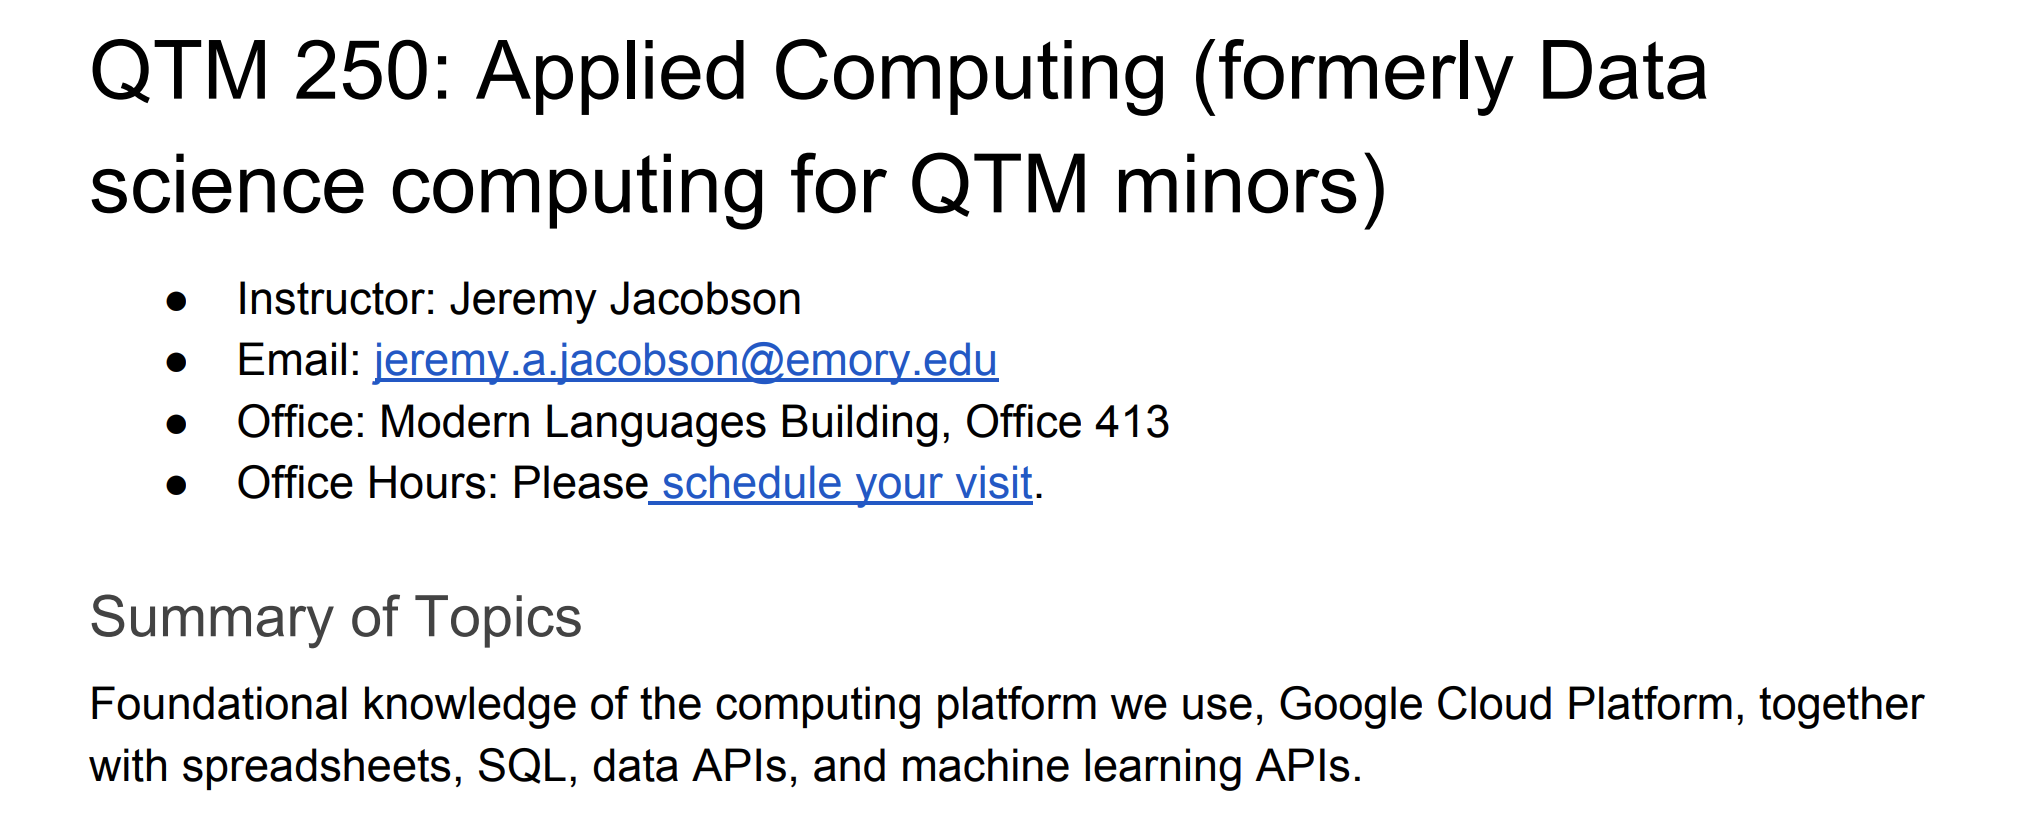 QTM 250: Applied Computing (formerly Data
science computing for QTM minors)
● Instructor: Jeremy Jacobson
● Email: jeremy.a.jacobson@emory.edu
● Office: Modern Languages Building, Office 413
● Office Hours: Please schedule your visit.
Summary of Topics
Foundational knowledge of the computing platform we use, Google Cloud Platform, together
with spreadsheets, SQL, data APIs, and machine learning APIs.